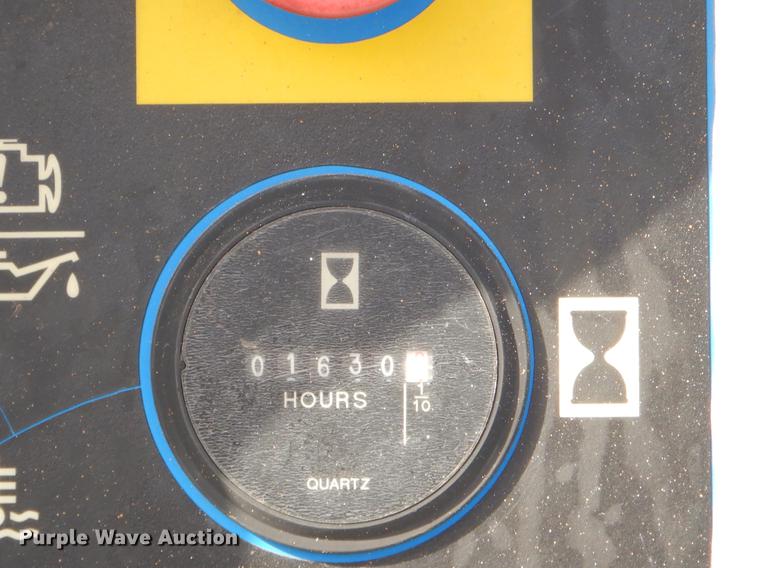 01630
HOURS
1
10
QUARTZ
Purple Wave Auction